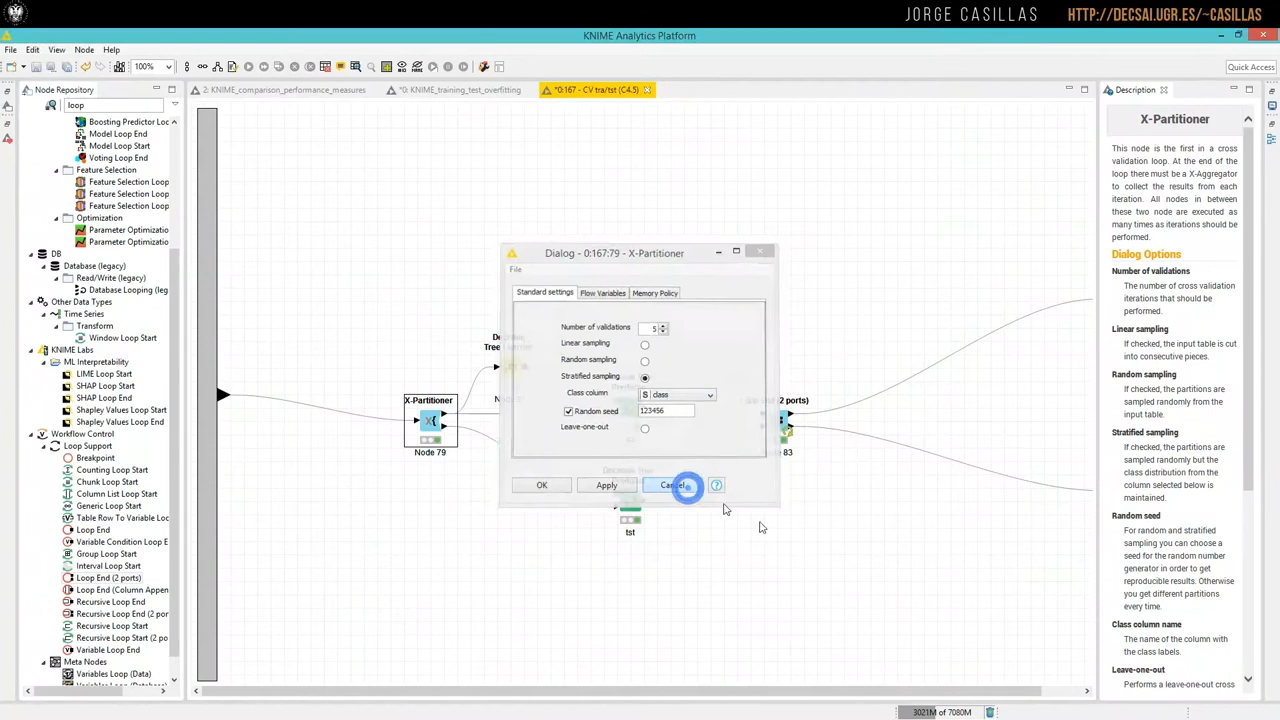 JORGE CASILLAS
HTTP://DECSAI.UGR.ES/~CASILLAS
KNIME Analytics Platform
File Edit View Node Help
100%
Quick Access
Node Repository
2: KNIME_comparison_performance_measures
*0: KNIME_training_test_overfitting
*0:167 - CV tra/tst (C4.5)
Description
loop
Boosting Predictor Loo
Model Loop End
Model Loop Start
Voting Loop End
Feature Selection
Feature Selection Loop
Feature Selection Loop
Feature Selection Loop
Optimization
Parameter Optimizatio
Parameter Optimizatio
DB
Database (legacy)
Read/Write (legacy)
Database Looping (leg
Other Data Types
Time Series
Transform
Window Loop Start
KNIME Labs
ML Interpretability
LIME Loop Start
SHAP Loop Start
SHAP Loop End
Shapley Values Loop Start
Shapley Values Loop End
Workflow Control
Loop Support
Breakpoint
Counting Loop Start
Chunk Loop Start
Column List Loop Start
Generic Loop Start
Table Row To Variable Lo
Loop End
Variable Condition Loop E
Group Loop Start
Interval Loop Start
Loop End (2 ports)
Loop End (Column Appen
Recursive Loop End
Recursive Loop End (2 por
Recursive Loop Start
Recursive Loop Start (2 po
Variable Loop End
Meta Nodes
Variables Loop (Data)
X-Partitioner
Node 79
Dialog - 0:167:79 - X-Partitioner
File
Standard settings
Flow Variables
Memory Policy
Number of validations 5
Linear sampling
Random sampling
Stratified sampling
Class column S class
Random seed 123456
Leave-one-out
OK
Apply
Cancel
?
(2 ports)
Node 83
tst
X-Partitioner
This node is the first in a cross
validation loop. At the end of the
loop there must be a X-Aggregator
to collect the results from each
iteration. All nodes in between
these two node are executed as
many times as iterations should be
performed.
Dialog Options
Number of validations
The number of cross validation
iterations that should be
performed.
Linear sampling
If checked, the input table is cut
into consecutive pieces.
Random sampling
If checked, the partitions are
sampled randomly from the
input table.
Stratified sampling
If checked, the partitions are
sampled randomly but the class
distribution from the column
selected below is
maintained.
Random seed
For random and stratified
sampling you can choose a
seed for the random number
generator in order to get
reproducible results. Otherwise
you get different partitions
every time.
Class column name
The name of the column with
the class labels.
Leave-one-out
Performs a leave-one-out cross
3021M of 7080M